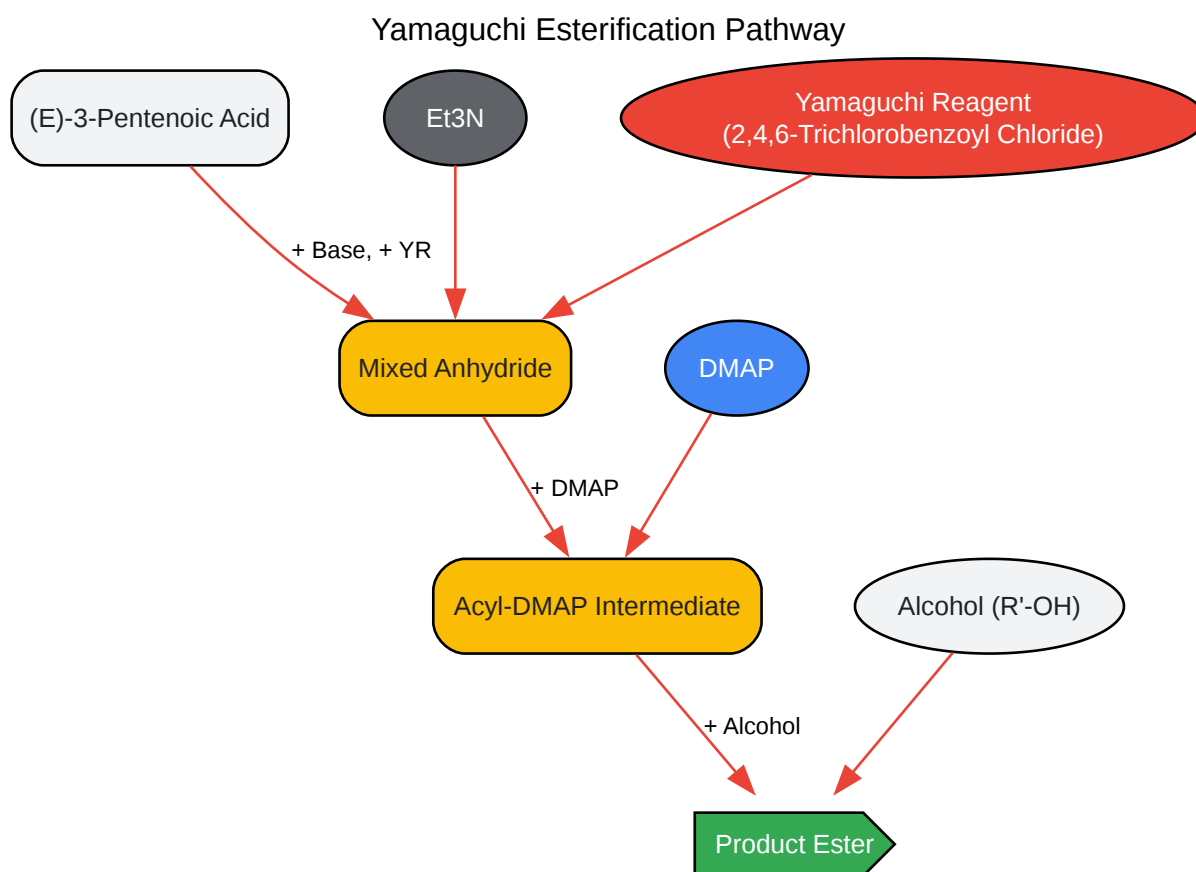 Yamaguchi Esterification Pathway
(E)-3-Pentenoic Acid
Et3N
Yamaguchi Reagent
(2,4,6-Trichlorobenzoyl Chloride)
+ Base, + YR
Mixed Anhydride
DMAP
+ DMAP
Acyl-DMAP Intermediate
Alcohol (R'-OH)
+ Alcohol
Product Ester